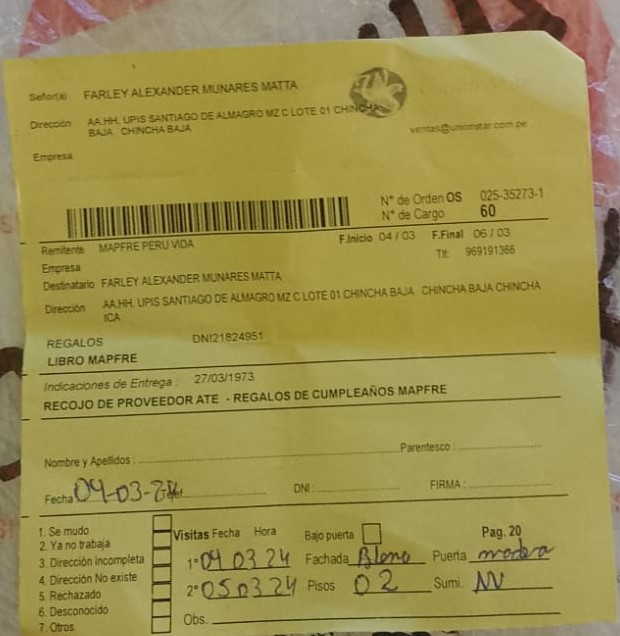 Señor(a) FARLEY ALEXANDER MUNARES MATTA
Dirección AA.HH. UPIS SANTIAGO DE ALMAGRO MZ C LOTE 01 CHINCHA
BAJA CHINCHA BAJA
ventas@unionstar.com.pe
Empresa
N° de Orden OS 025-35273-1
N° de Cargo 60
Remitente MAPFRE PERU VIDA F.Inicio 04 / 03 F.Final 06 / 03
Empresa Tlf: 969191366
Destinatario FARLEY ALEXANDER MUNARES MATTA
Dirección AA.HH. UPIS SANTIAGO DE ALMAGRO MZ C LOTE 01 CHINCHA BAJA CHINCHA BAJA CHINCHA
ICA
REGALOS DNI21824951
LIBRO MAPFRE
Indicaciones de Entrega : 27/03/1973
RECOJO DE PROVEEDOR ATE - REGALOS DE CUMPLEAÑOS MAPFRE
Nombre y Apellidos : Parentesco :
Fecha 04-03-24 DNI : FIRMA :
1. Se mudo Visitas Fecha Hora Bajo puerta Pag. 20
2. Ya no trabaja
3. Dirección incompleta 1° 04 03 24 Fachada Puerta
4. Dirección No existe 2° 05 03 24 Pisos 02 Sumi.
5. Rechazado
6. Desconocido Obs.
7. Otros